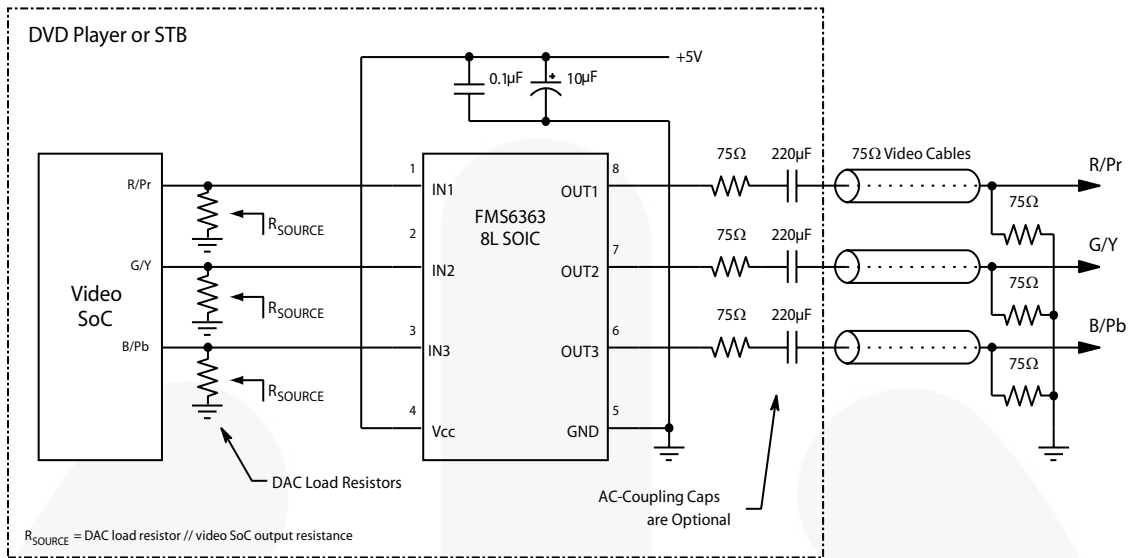 DVD Player or STB
+5V
0.1µF
+
10µF
75Ω
220µF
75Ω Video Cables
R/Pr
R/Pr
1
IN1
8
OUT1
75Ω
FMS6363
8L SOIC
RSOURCE
2
75Ω
220µF
G/Y
G/Y
IN2
7
OUT2
75Ω
Video
SoC
RSOURCE
3
75Ω
220µF
B/Pb
B/Pb
IN3
6
OUT3
75Ω
RSOURCE
4
Vcc
5
GND
DAC Load Resistors
AC-Coupling Caps
are Optional
RSOURCE = DAC load resistor // video SoC output resistance